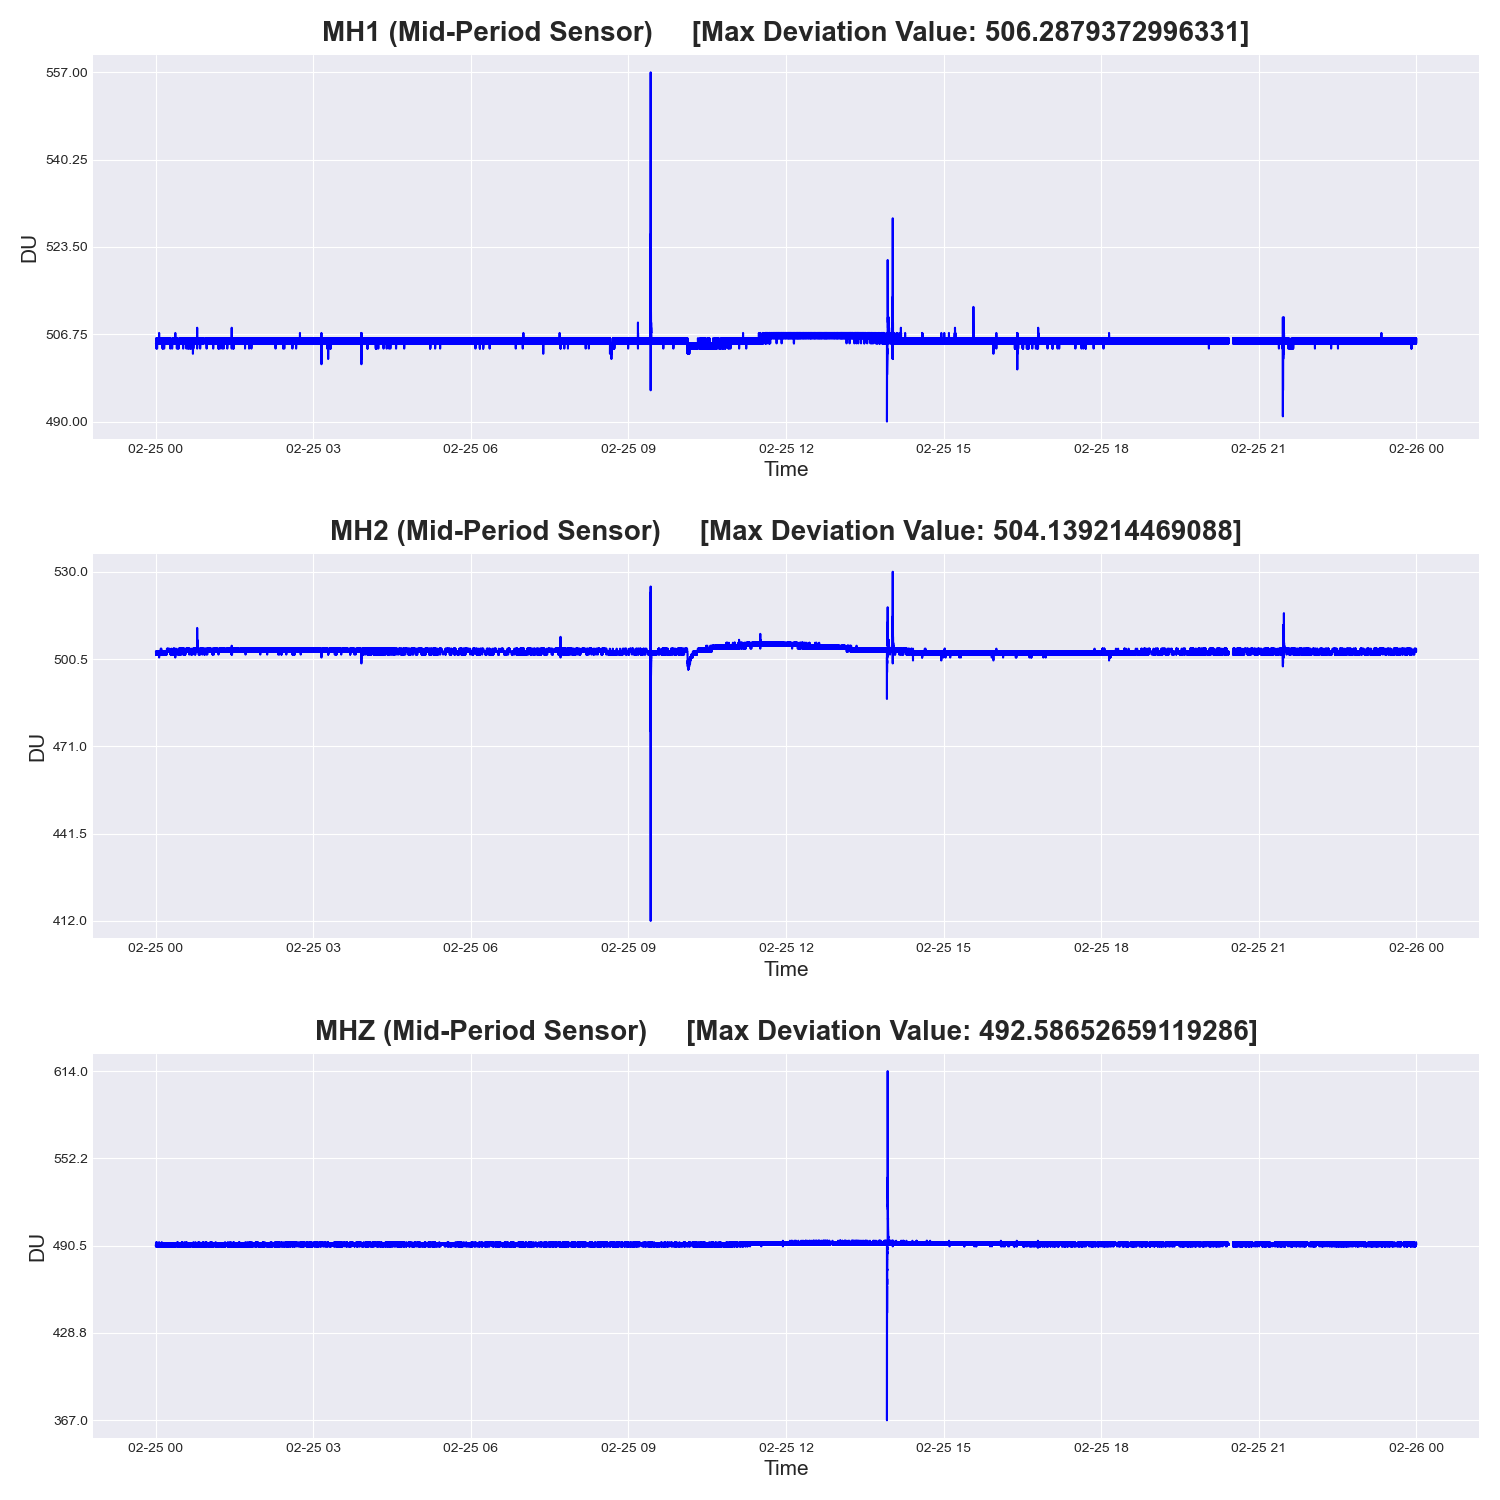 MH1 (Mid-Period Sensor) [Max Deviation Value: 506.2879372996331]
557.00
540.25
523.50
506.75
490.00
DU
02-25 00 02-25 03 02-25 06 02-25 09 02-25 12 02-25 15 02-25 18 02-25 21 02-26 00
Time
MH2 (Mid-Period Sensor) [Max Deviation Value: 504.139214469088]
530.0
500.5
471.0
441.5
412.0
DU
02-25 00 02-25 03 02-25 06 02-25 09 02-25 12 02-25 15 02-25 18 02-25 21 02-26 00
Time
MHZ (Mid-Period Sensor) [Max Deviation Value: 492.58652659119286]
614.0
552.2
490.5
428.8
367.0
DU
02-25 00 02-25 03 02-25 06 02-25 09 02-25 12 02-25 15 02-25 18 02-25 21 02-26 00
Time